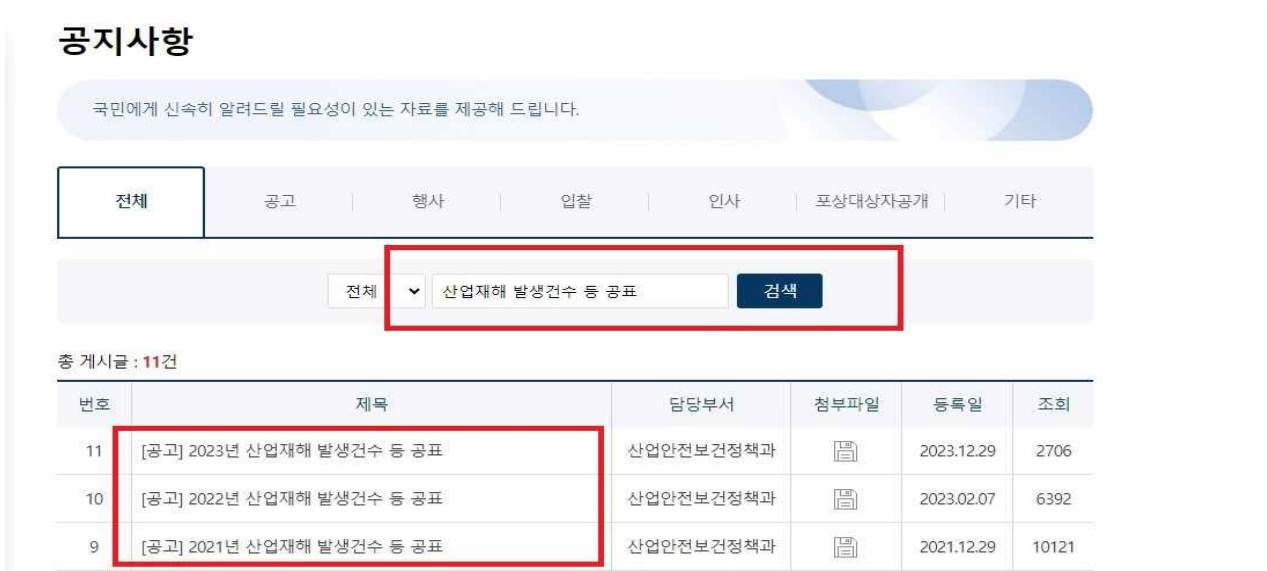 공지사항
국민에게 신속히 알려드릴 필요성이 있는 자료를 제공해 드립니다.
전체 공고 행사 입찰 인사 포상대상자공개 기타
전체 산업재해 발생건수 등 공표 검색
총 게시글 : 11건
번호 제목 담당부서 첨부파일 등록일 조회
11 [공고] 2023년 산업재해 발생건수 등 공표 산업안전보건정책과 2023.12.29 2706
10 [공고] 2022년 산업재해 발생건수 등 공표 산업안전보건정책과 2023.02.07 6392
9 [공고] 2021년 산업재해 발생건수 등 공표 산업안전보건정책과 2021.12.29 10121